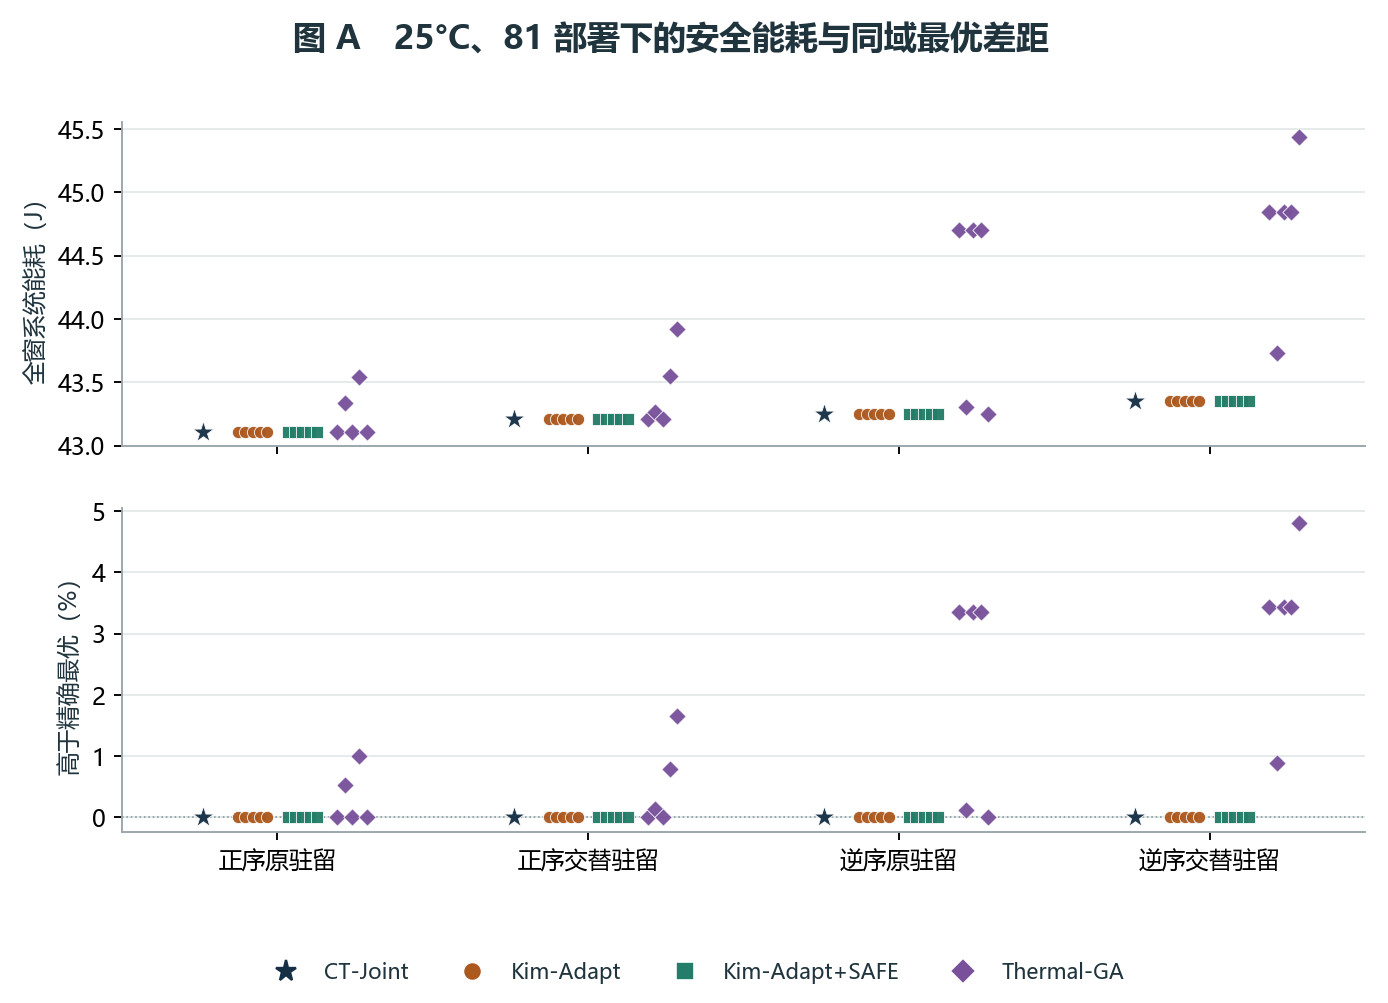 图 A 25°C、81 部署下的安全能耗与同域最优差距
全窗系统能耗（J）
45.5
45.0
44.5
44.0
43.5
43.0
高于精确最优（%）
5
4
3
2
1
0
正序原驻留 正序交替驻留 逆序原驻留 逆序交替驻留
CT-Joint Kim-Adapt Kim-Adapt+SAFE Thermal-GA